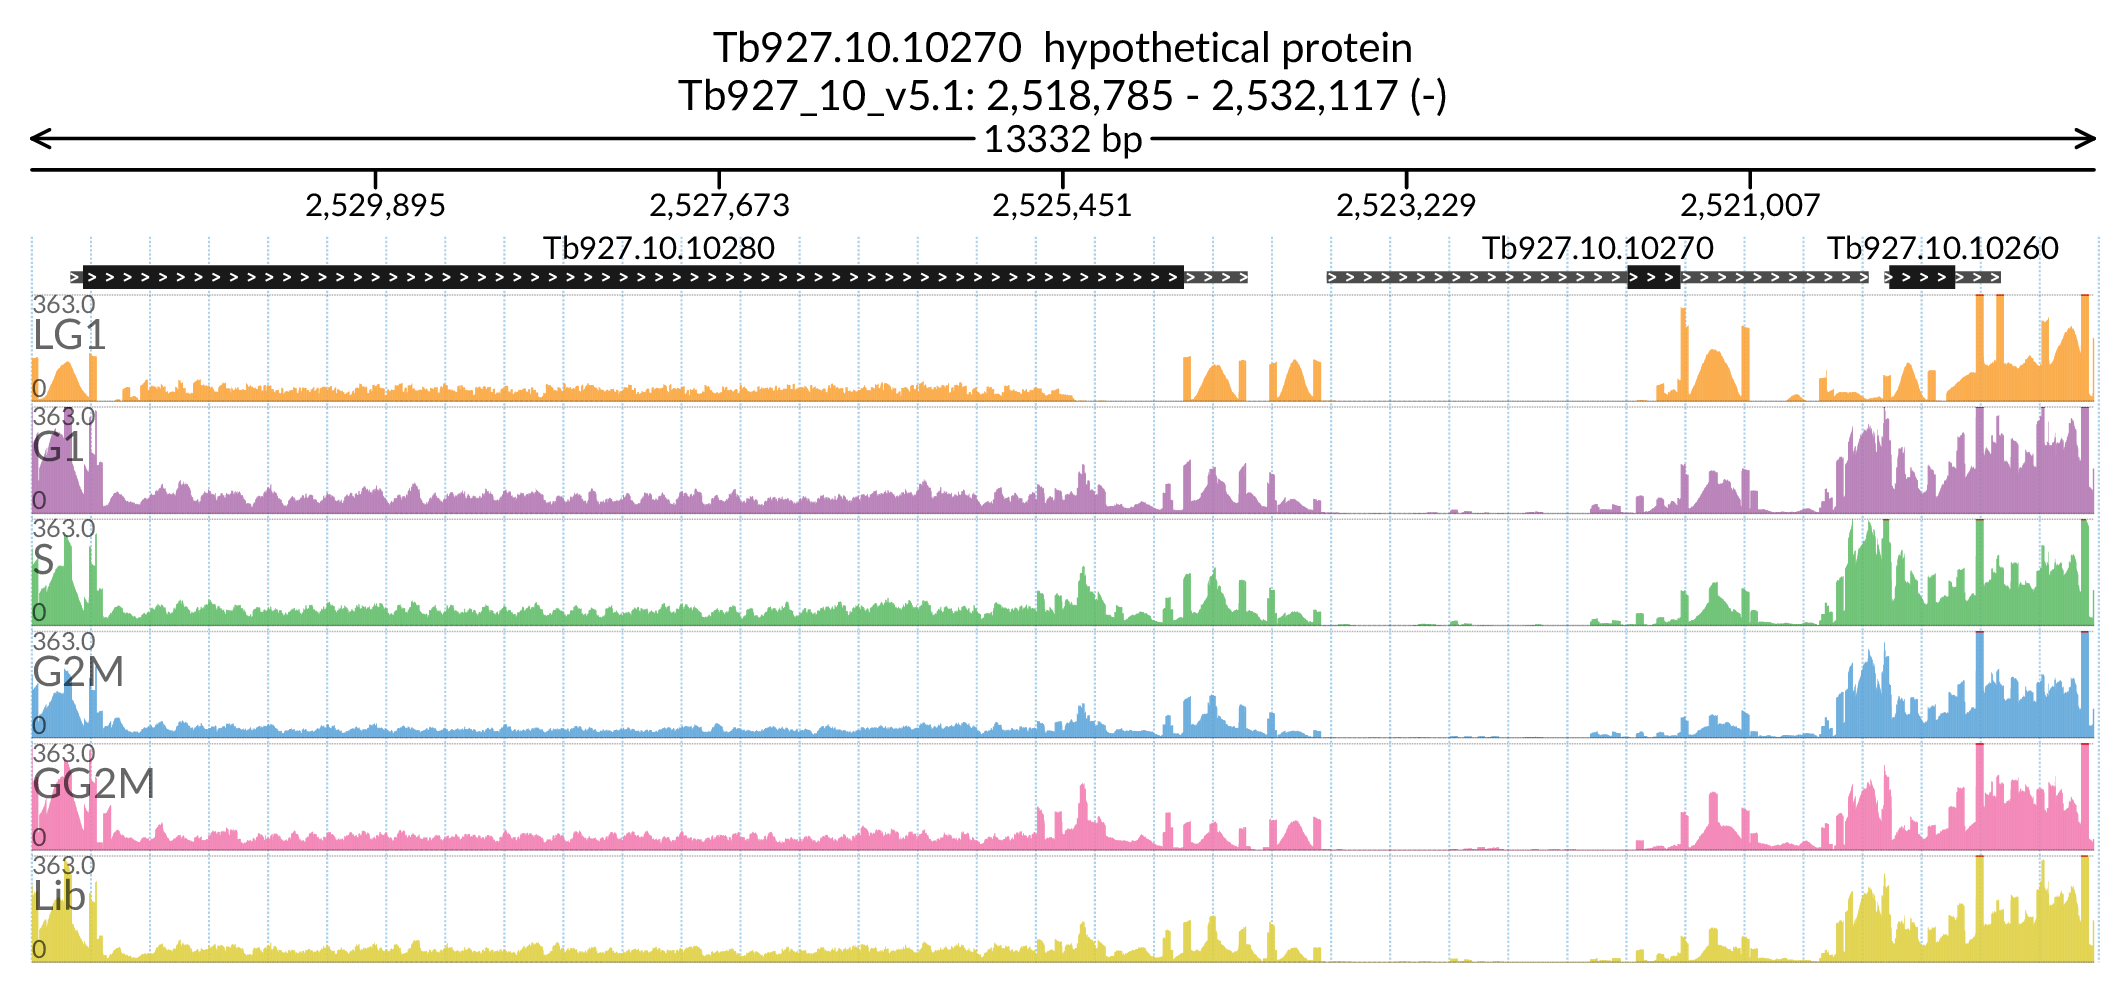 Tb927.10.10270  hypothetical protein
Tb927_10_v5.1: 2,518,785 - 2,532,117 (-)
13332 bp
2,529,895 2,527,673 2,525,451 2,523,229 2,521,007
Tb927.10.10280 Tb927.10.10270 Tb927.10.10260
363.0
LG1
0
363.0
G1
0
363.0
S
0
363.0
G2M
0
363.0
GG2M
0
363.0
Lib
0